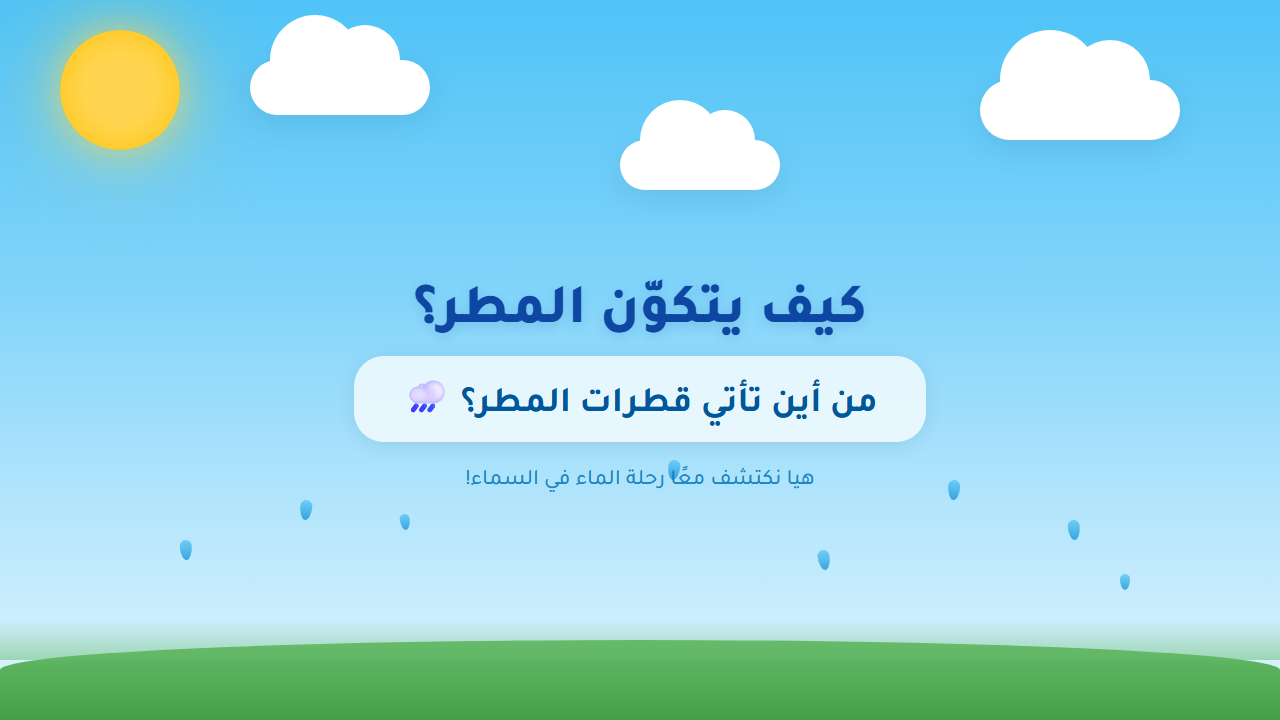 كيف يتكوّن المطر؟
من أين تأتي قطرات المطر؟ 🌧️
هيا نكتشف معًا رحلة الماء في السماء!